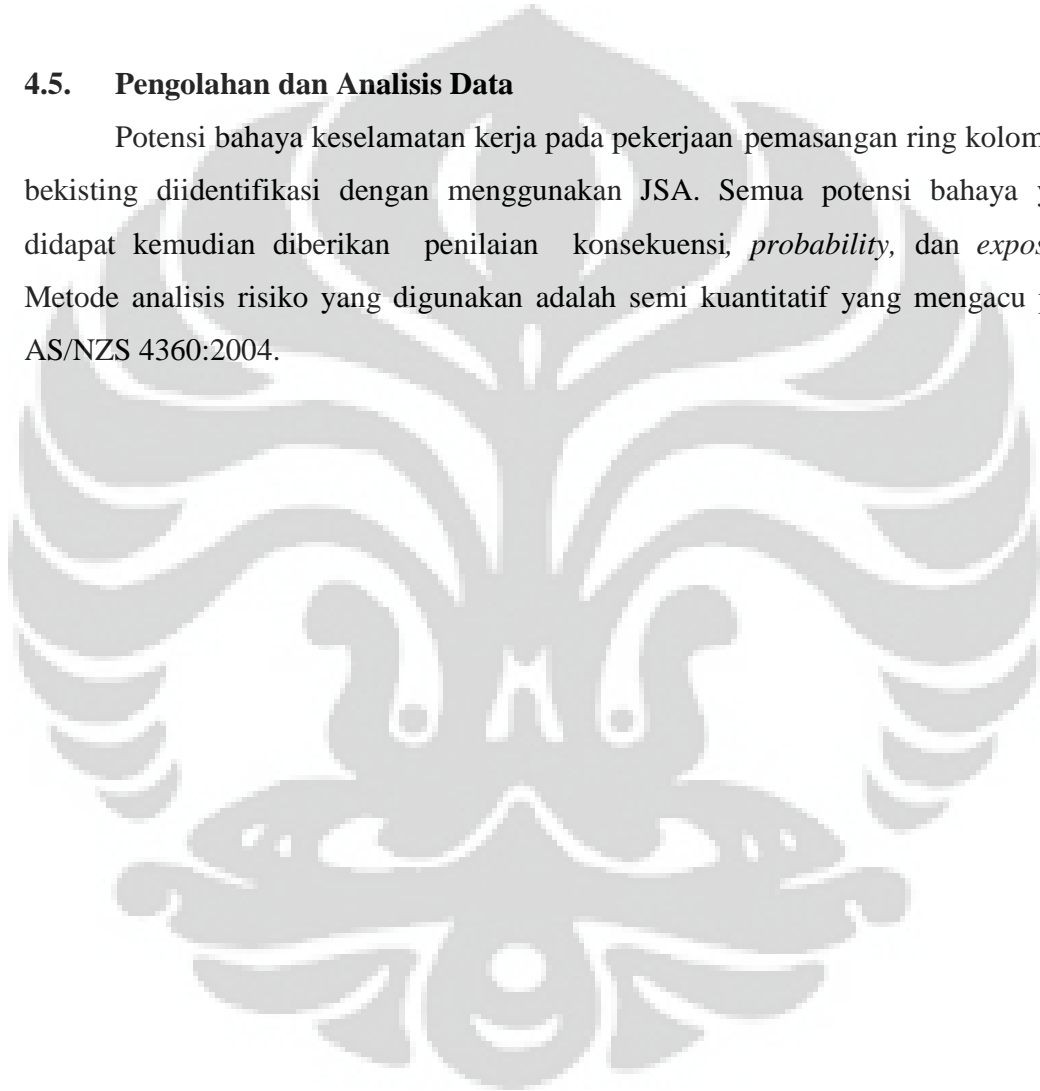 4.5. Pengolahan dan Analisis Data
Potensi bahaya keselamatan kerja pada pekerjaan pemasangan ring kolom
bekisting diidentifikasi dengan menggunakan JSA. Semua potensi bahaya
didapat kemudian diberikan penilaian konsekuensi, probability, dan
Metode analisis risiko yang digunakan adalah semi kuantitatif yang mengacu
AS/NZS 4360:2004.